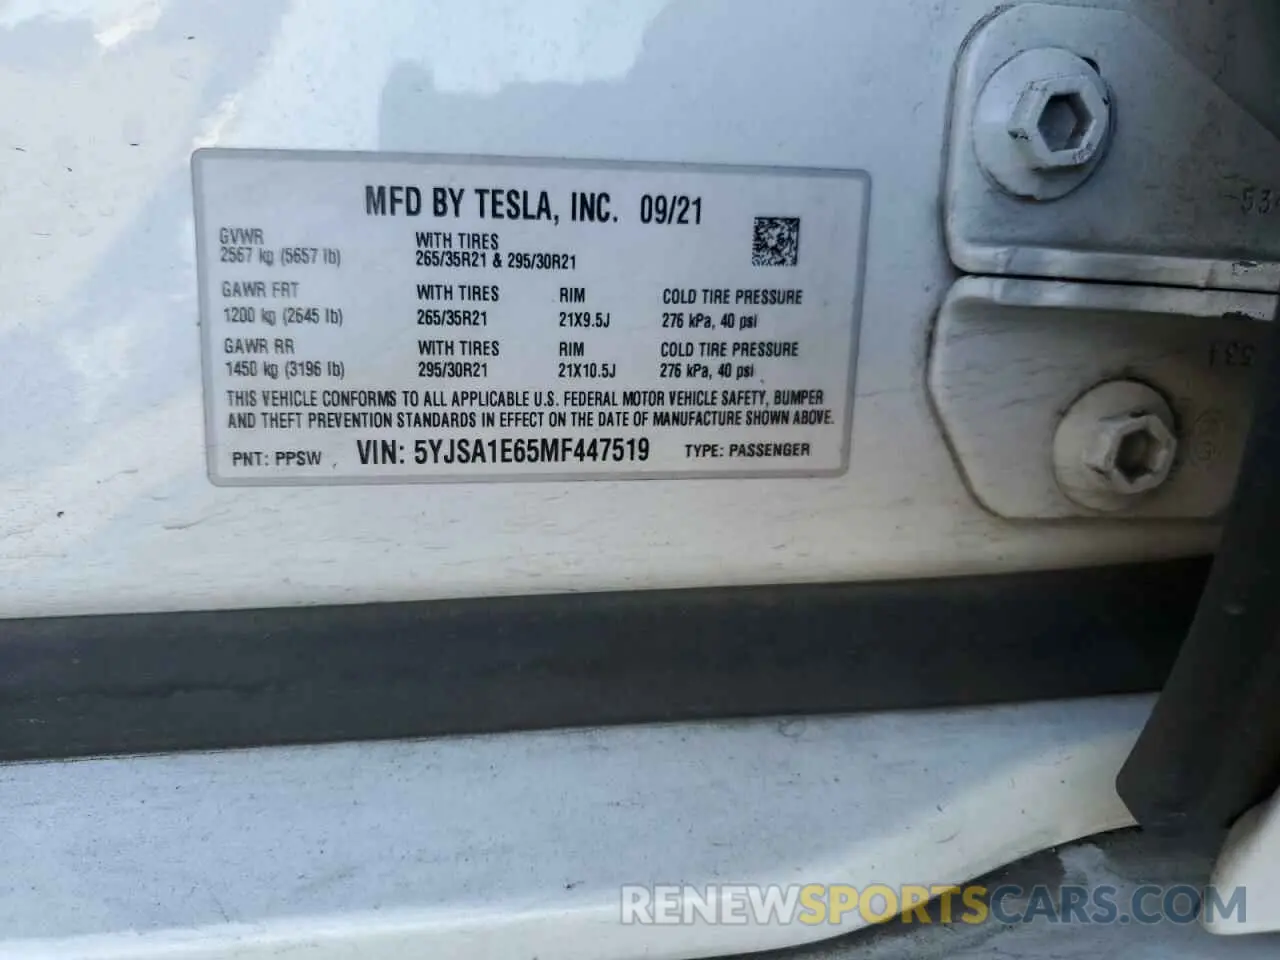 MFD BY TESLA, INC. 09/21
GVWR
2567 kg (5657 lb)
WITH TIRES
265/35R21 & 295/30R21
GAWR FRT WITH TIRES RIM COLD TIRE PRESSURE
1200 kg (2645 lb) 265/35R21 21X9.5J 276 kPa, 40 psi
GAWR RR WITH TIRES RIM COLD TIRE PRESSURE
1450 kg (3196 lb) 295/30R21 21X10.5J 276 kPa, 40 psi
THIS VEHICLE CONFORMS TO ALL APPLICABLE U.S. FEDERAL MOTOR VEHICLE SAFETY, BUMPER
AND THEFT PREVENTION STANDARDS IN EFFECT ON THE DATE OF MANUFACTURE SHOWN ABOVE.
PNT: PPSW VIN: 5YJSA1E65MF447519 TYPE: PASSENGER
RENEWSPORTSCARS.COM